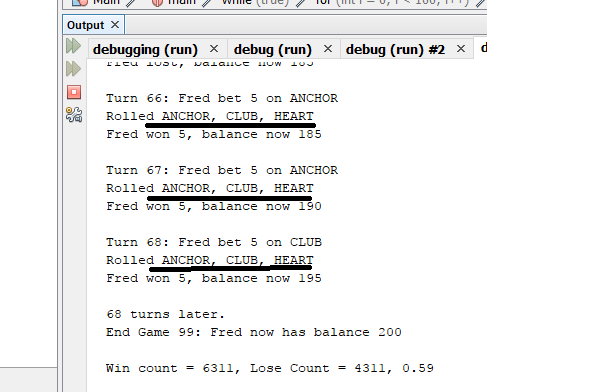 Main main while (true) for (int i = 0; i < 100; i++)
Output ×
debugging (run) × debug (run) × debug (run) #2 × d
Fred lost, balance now 185
Turn 66: Fred bet 5 on ANCHOR
Rolled ANCHOR, CLUB, HEART
Fred won 5, balance now 185
Turn 67: Fred bet 5 on ANCHOR
Rolled ANCHOR, CLUB, HEART
Fred won 5, balance now 190
Turn 68: Fred bet 5 on CLUB
Rolled ANCHOR, CLUB, HEART
Fred won 5, balance now 195
68 turns later.
End Game 99: Fred now has balance 200
Win count = 6311, Lose Count = 4311, 0.59